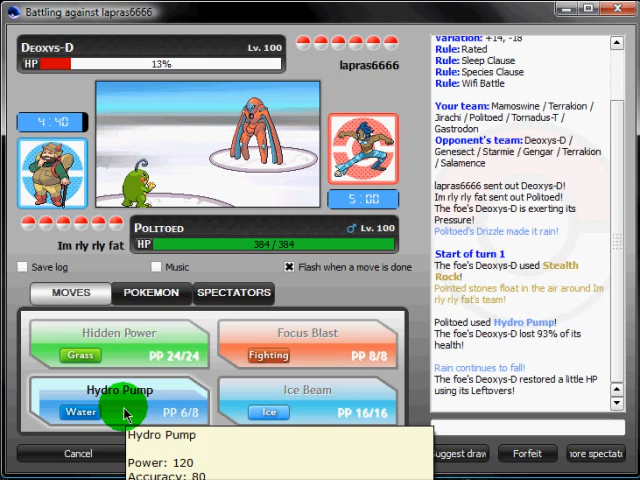 Battling against lapras6666
Deoxys-D Lv. 100
HP 13%
lapras6666
4:40
5:00
Im rly rly fat
Politoed ♂ Lv. 100
HP 384 / 384
Save log
Music
Flash when a move is done
MOVES
POKEMON
SPECTATORS
Hidden Power
Grass PP 24/24
Focus Blast
Fighting PP 8/8
Hydro Pump
Water PP 6/8
Ice Beam
Ice PP 16/16
Hydro Pump
Power: 120
Accuracy: 80
Cancel
Variation: +14, -18
Rule: Rated
Rule: Sleep Clause
Rule: Species Clause
Rule: Wifi Battle
Your team: Mamoswine / Terrakion /
Jirachi / Politoed / Tornadus-T /
Gastrodon
Opponent's team: Deoxys-D /
Genesect / Starmie / Gengar / Terrakion
/ Salamence
lapras6666 sent out Deoxys-D!
Im rly rly fat sent out Politoed!
The foe's Deoxys-D is exerting its
Pressure!
Politoed's Drizzle made it rain!
Start of turn 1
The foe's Deoxys-D used Stealth
Rock!
Pointed stones float in the air around Im
rly rly fat's team!
Politoed used Hydro Pump!
The foe's Deoxys-D lost 93% of its
health!
Rain continues to fall!
The foe's Deoxys-D restored a little HP
using its Leftovers!
uggest draw
Forfeit
ore spectat